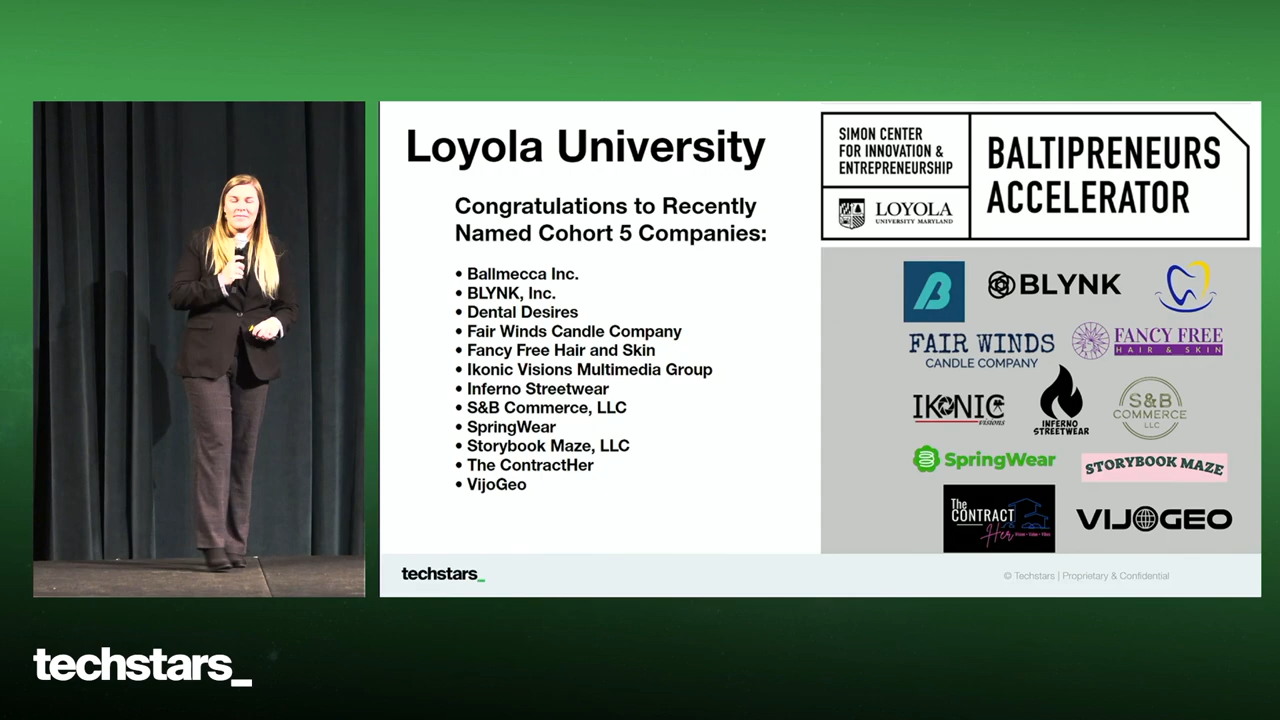 Loyola University
Congratulations to Recently
Named Cohort 5 Companies:
• Ballmecca Inc.
• BLYNK, Inc.
• Dental Desires
• Fair Winds Candle Company
• Fancy Free Hair and Skin
• Ikonic Visions Multimedia Group
• Inferno Streetwear
• S&B Commerce, LLC
• SpringWear
• Storybook Maze, LLC
• The ContractHer
• VijoGeo
SIMON CENTER
FOR INNOVATION &
ENTREPRENEURSHIP
LOYOLA
UNIVERSITY MARYLAND
BALTIPRENEURS
ACCELERATOR
B
BLYNK
FAIR WINDS
CANDLE COMPANY
FANCY FREE
HAIR & SKIN
IKONIC
visions
INFERNO
STREETWEAR
S&B
COMMERCE
LLC
SpringWear
STORYBOOK MAZE
The
CONTRACT
Her
VIJOGEO
techstars_
© Techstars | Proprietary & Confidential
techstars_